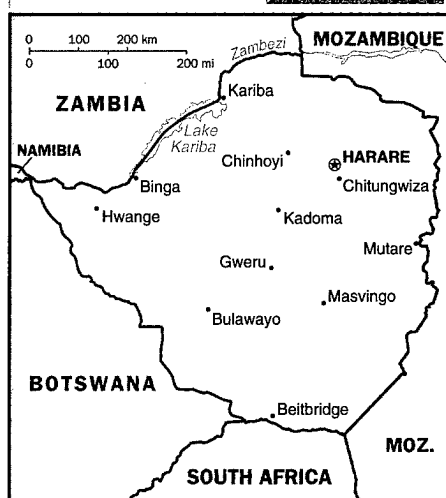 0 100 200 km
0 100 200 mi
Zambezi
MOZAMBIQUE
ZAMBIA
Kariba
Lake
Kariba
NAMIBIA
Chinhoyi
HARARE
Binga
Chitungwiza
Hwange
Kadoma
Mutare
Gweru
Masvingo
Bulawayo
BOTSWANA
Beitbridge
MOZ.
SOUTH AFRICA